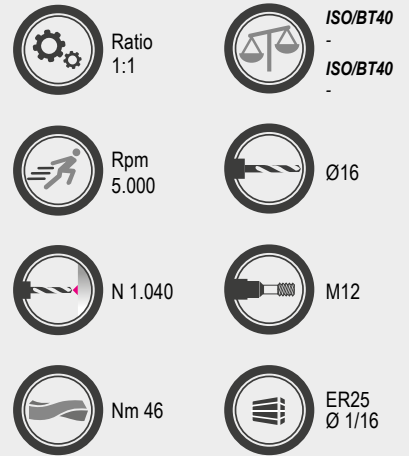 Ratio
1:1
ISO/BT40
-
ISO/BT40
-
Rpm
5.000
Ø16
N 1.040
M12
Nm 46
ER25
Ø 1/16